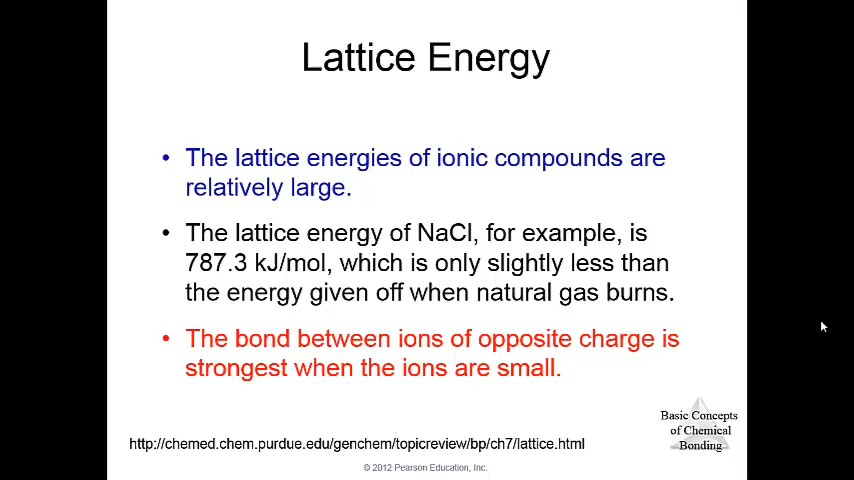 Lattice Energy
• The lattice energies of ionic compounds are
relatively large.
• The lattice energy of NaCl, for example, is
787.3 kJ/mol, which is only slightly less than
the energy given off when natural gas burns.
• The bond between ions of opposite charge is
strongest when the ions are small.
Basic Concepts
of Chemical
Bonding
http://chemed.chem.purdue.edu/genchem/topicreview/bp/ch7/lattice.html
© 2012 Pearson Education, Inc.